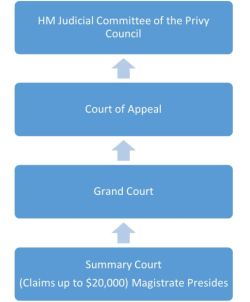 HM Judicial Committee of the Privy
Council
Court of Appeal
Grand Court
Summary Court
(Claims up to $20,000) Magistrate Presides